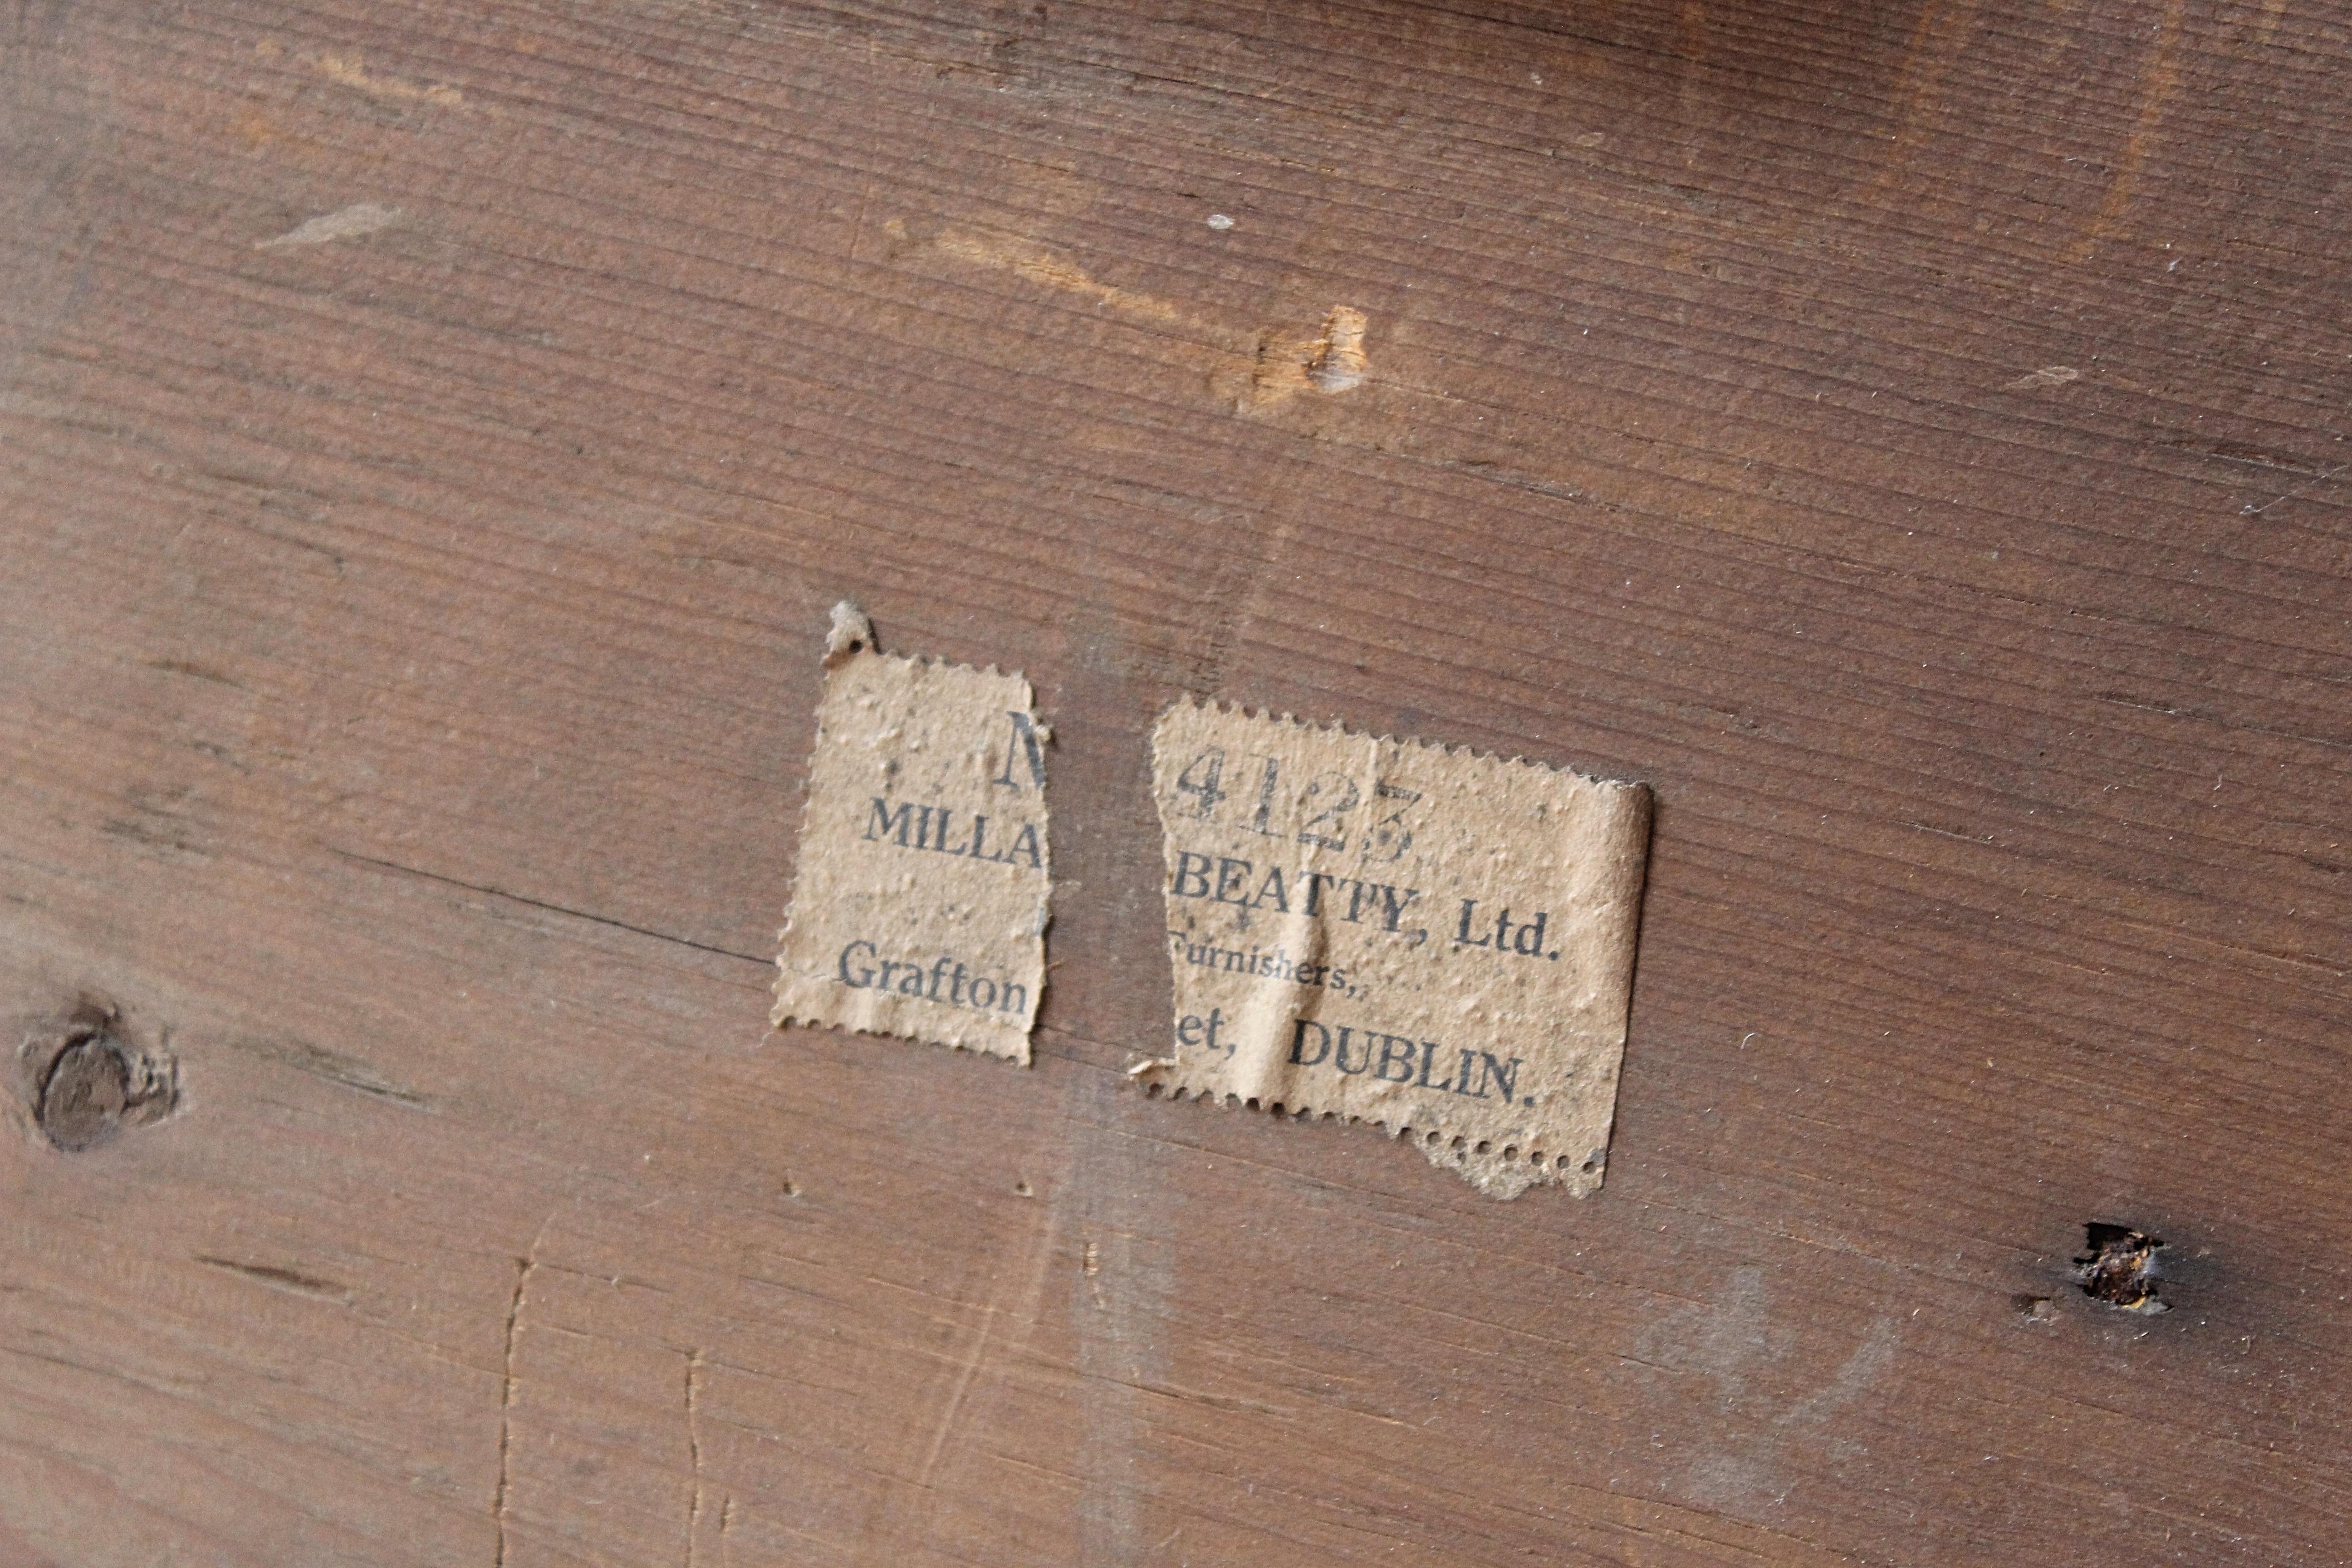 N 4123
MILLA BEATTY, Ltd.
Furnishers,
Grafton et, DUBLIN.